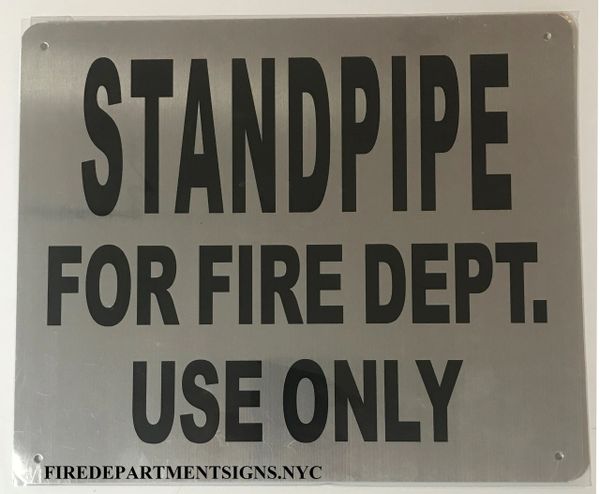 STANDPIPE
FOR FIRE DEPT.
USE ONLY
FIREDEPARTMENTSIGNS.NYC